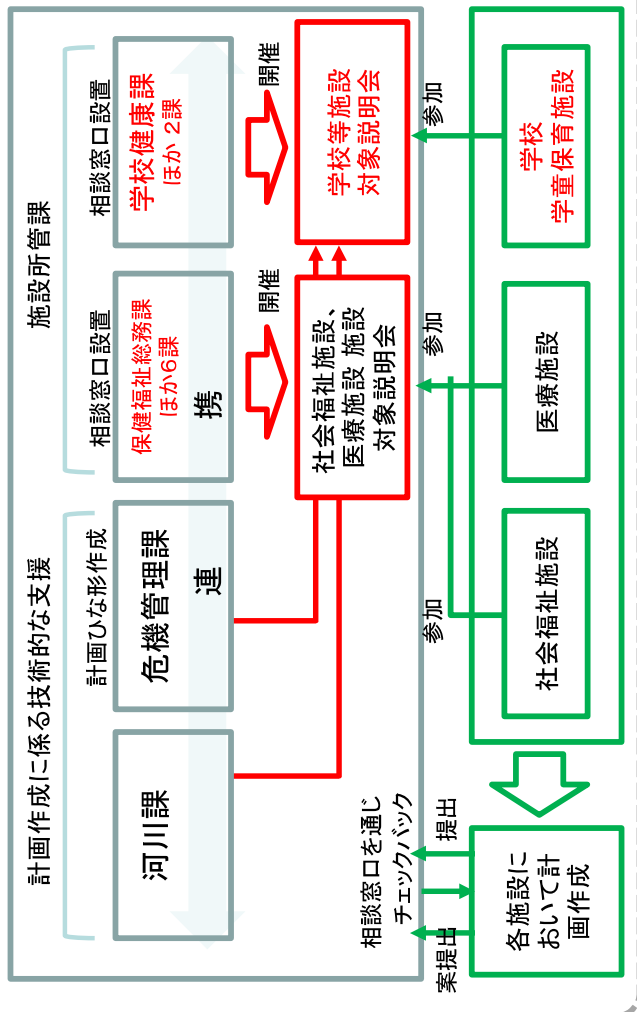 計画作成に係る技術的な支援
施設所管課
計画ひな形作成
相談窓口設置
相談窓口設置
河川課
危機管理課
保健福祉総務課
ほか6課
学校健康課
ほか2課
連
携
開催
開催
社会福祉施設、
医療施設 施設
対象説明会
学校等施設
対象説明会
相談窓口を通じ
チェックバック
案提出
提出
参加
参加
参加
各施設に
おいて計
画作成
社会福祉施設
医療施設
学校
学童保育施設